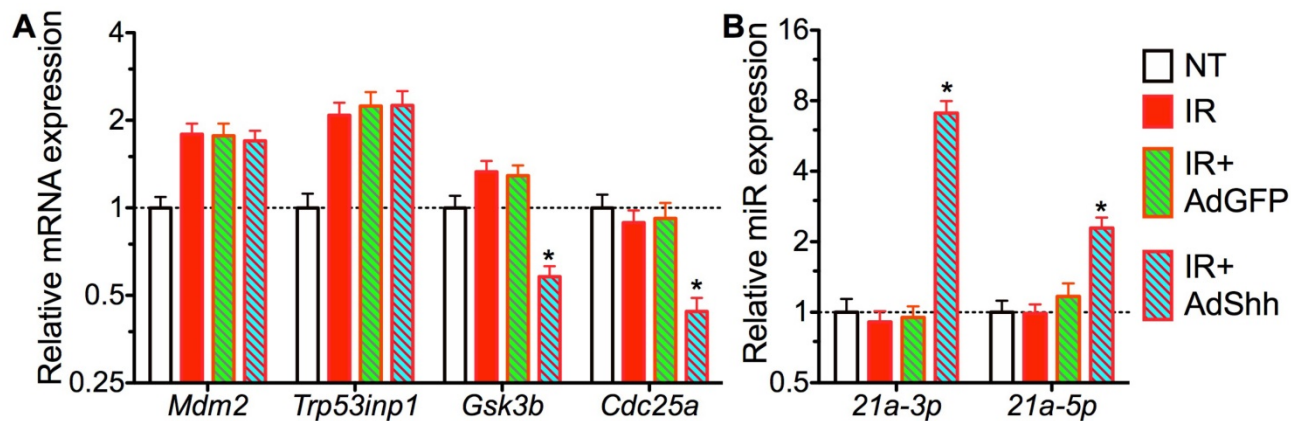 A
Relative mRNA expression
4
2
1
0.5
0.25
*
*
Mdm2 Trp53inp1 Gsk3b Cdc25a
B
Relative miR expression
16
8
4
2
1
0.5
*
*
21a-3p 21a-5p
NT
IR
IR+
AdGFP
IR+
AdShh